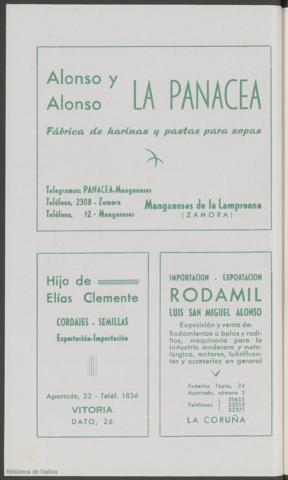 Alonso y
Alonso
LA PANACEA
Fábrica de harinas y pastas para sopas
Telegramas: PANACEA-Manganeses
Teléfono, 2308 - Zamora
Teléfono, 12 - Manganeses
Manganeses de la Lampreana
(ZAMORA)
Hijo de
Elías Clemente
CORDAJES - SEMILLAS
Exportación-Importación
Apartado, 32 - Teléf. 1836
VITORIA
DATO, 26
IMPORTACION - EXPORTACION
RODAMIL
LUIS SAN MIGUEL ALONSO
Exposición y venta de:
Rodamientos a bolas y rodi-
llos, maquinaria para la
industria maderera y meta-
lúrgica, motores, lubrifican-
tes y accesorios en general
Federico Tapia, 24
Apartado, número 2
Teléfonos
21655
22012
22571
LA CORUÑA
Biblioteca de Galicia